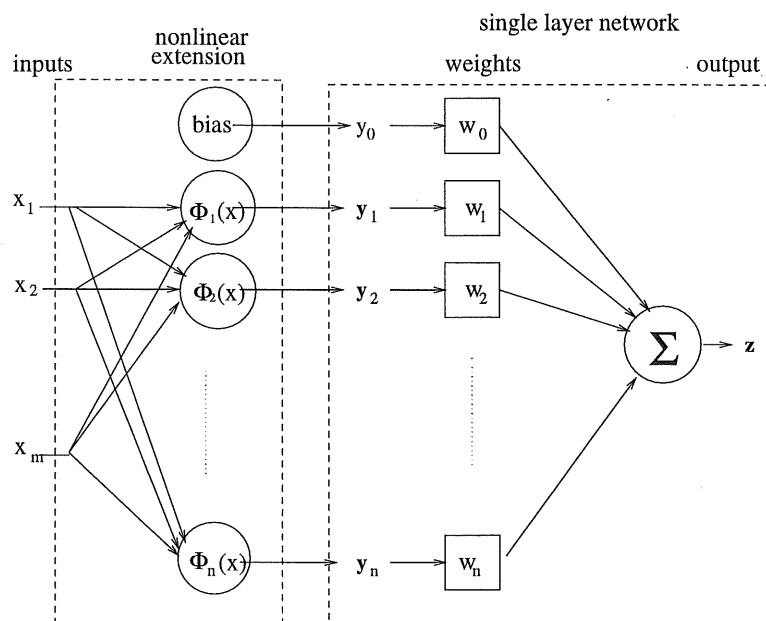 single layer network
nonlinear
extension
inputs
weights
output
bias
y₀
w₀
x₁
Φ₁(x)
y₁
w₁
x₂
Φ₂(x)
y₂
w₂
Σ
z
xₘ
Φₙ(x)
yₙ
wₙ